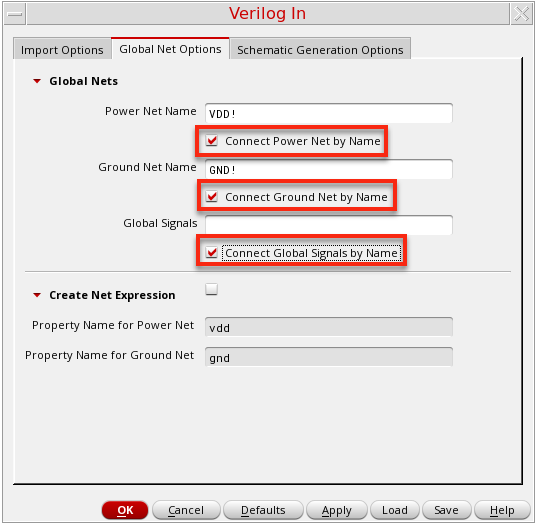 Verilog In
Import Options Global Net Options Schematic Generation Options
Global Nets
Power Net Name VDD!
Connect Power Net by Name
Ground Net Name GND!
Connect Ground Net by Name
Global Signals
Connect Global Signals by Name
Create Net Expression
Property Name for Power Net vdd
Property Name for Ground Net gnd
OK Cancel Defaults Apply Load Save Help